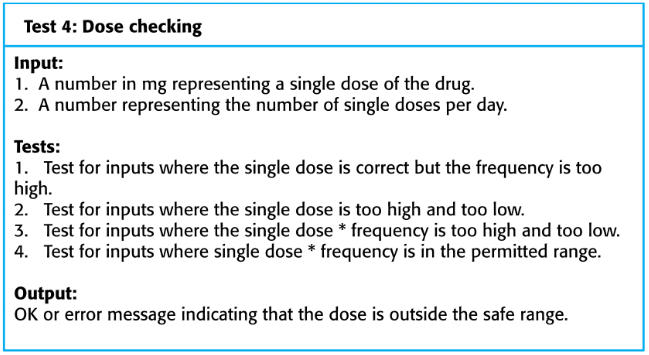 Test 4: Dose checking
Input:
1. A number in mg representing a single dose of the drug.
2. A number representing the number of single doses per day.
Tests:
1. Test for inputs where the single dose is correct but the frequency is too
high.
2. Test for inputs where the single dose is too high and too low.
3. Test for inputs where the single dose * frequency is too high and too low.
4. Test for inputs where single dose * frequency is in the permitted range.
Output:
OK or error message indicating that the dose is outside the safe range.